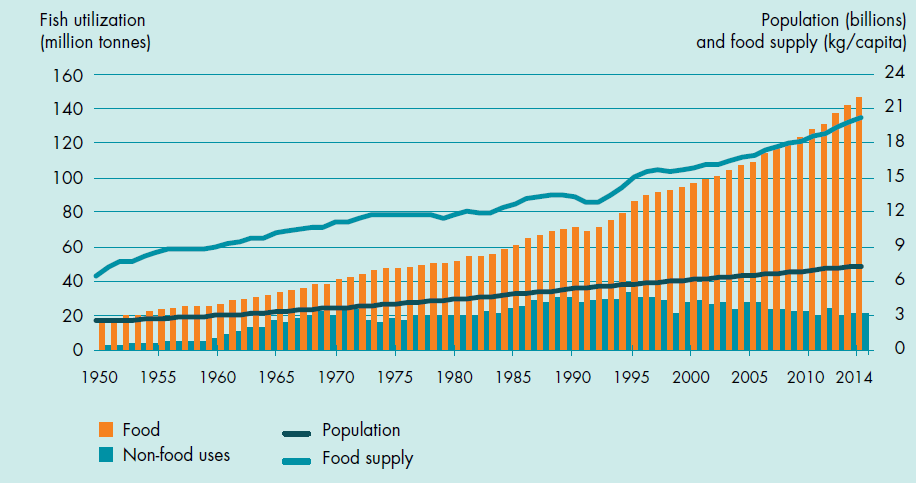 Fish utilization
(million tonnes)
Population (billions)
and food supply (kg/capita)
160
140
120
100
80
60
40
20
0
24
21
18
15
12
9
6
3
0
1950 1955 1960 1965 1970 1975 1980 1985 1990 1995 2000 2005 2010 2014
Food
Non-food uses
Population
Food supply